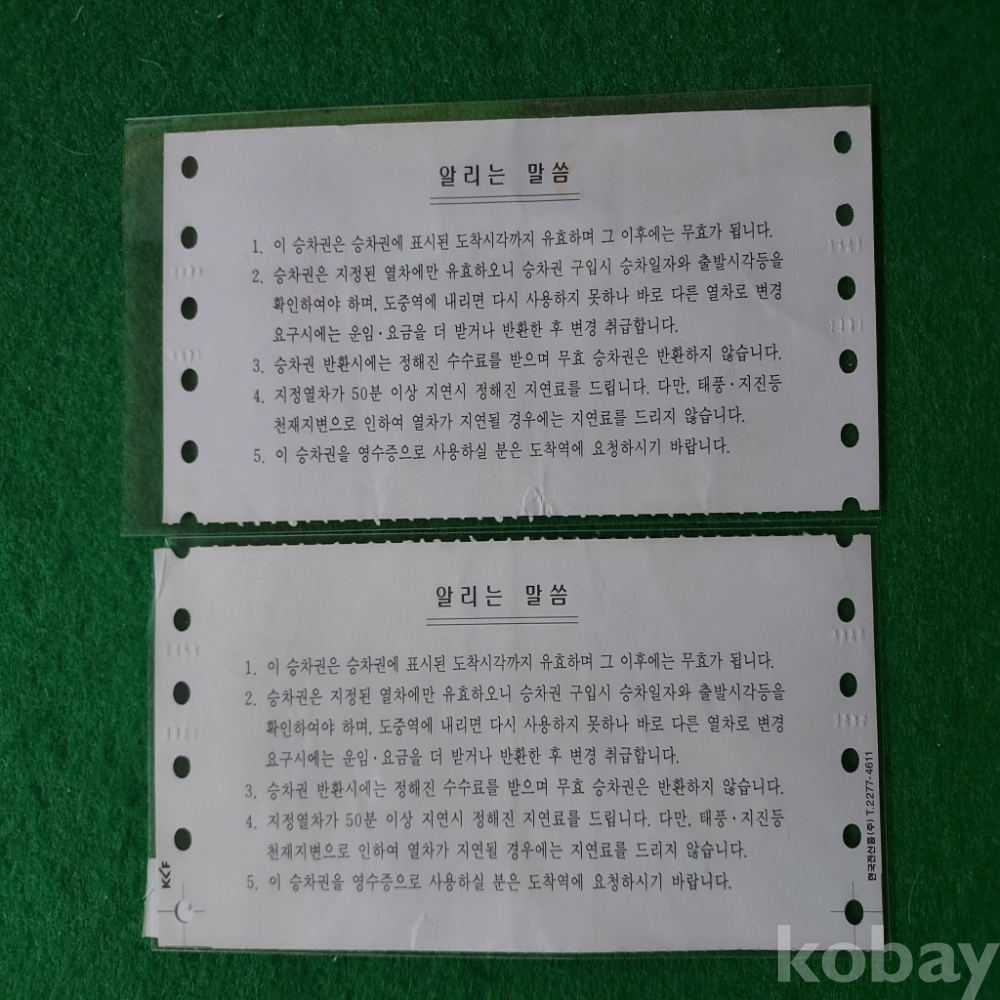 알리는 말씀
1. 이 승차권은 승차권에 표시된 도착시각까지 유효하며 그 이후에는 무효가 됩니다.
2. 승차권은 지정된 열차에만 유효하오니 승차권 구입시 승차일자와 출발시각등을
확인하여야 하며, 도중역에 내리면 다시 사용하지 못하나 바로 다른 열차로 변경
요구시에는 운임·요금을 더 받거나 반환한 후 변경 취급합니다.
3. 승차권 반환시에는 정해진 수수료를 받으며 무효 승차권은 반환하지 않습니다.
4. 지정열차가 50분 이상 지연시 정해진 지연료를 드립니다. 다만, 태풍·지진등
천재지변으로 인하여 열차가 지연될 경우에는 지연료를 드리지 않습니다.
5. 이 승차권을 영수증으로 사용하실 분은 도착역에 요청하시기 바랍니다.
알리는 말씀
1. 이 승차권은 승차권에 표시된 도착시각까지 유효하며 그 이후에는 무효가 됩니다.
2. 승차권은 지정된 열차에만 유효하오니 승차권 구입시 승차일자와 출발시각등을
확인하여야 하며, 도중역에 내리면 다시 사용하지 못하나 바로 다른 열차로 변경
요구시에는 운임·요금을 더 받거나 반환한 후 변경 취급합니다.
3. 승차권 반환시에는 정해진 수수료를 받으며 무효 승차권은 반환하지 않습니다.
4. 지정열차가 50분 이상 지연시 정해진 지연료를 드립니다. 다만, 태풍·지진등
천재지변으로 인하여 열차가 지연될 경우에는 지연료를 드리지 않습니다.
5. 이 승차권을 영수증으로 사용하실 분은 도착역에 요청하시기 바랍니다.
한국전산폼(주) T.2277-4611
kobay